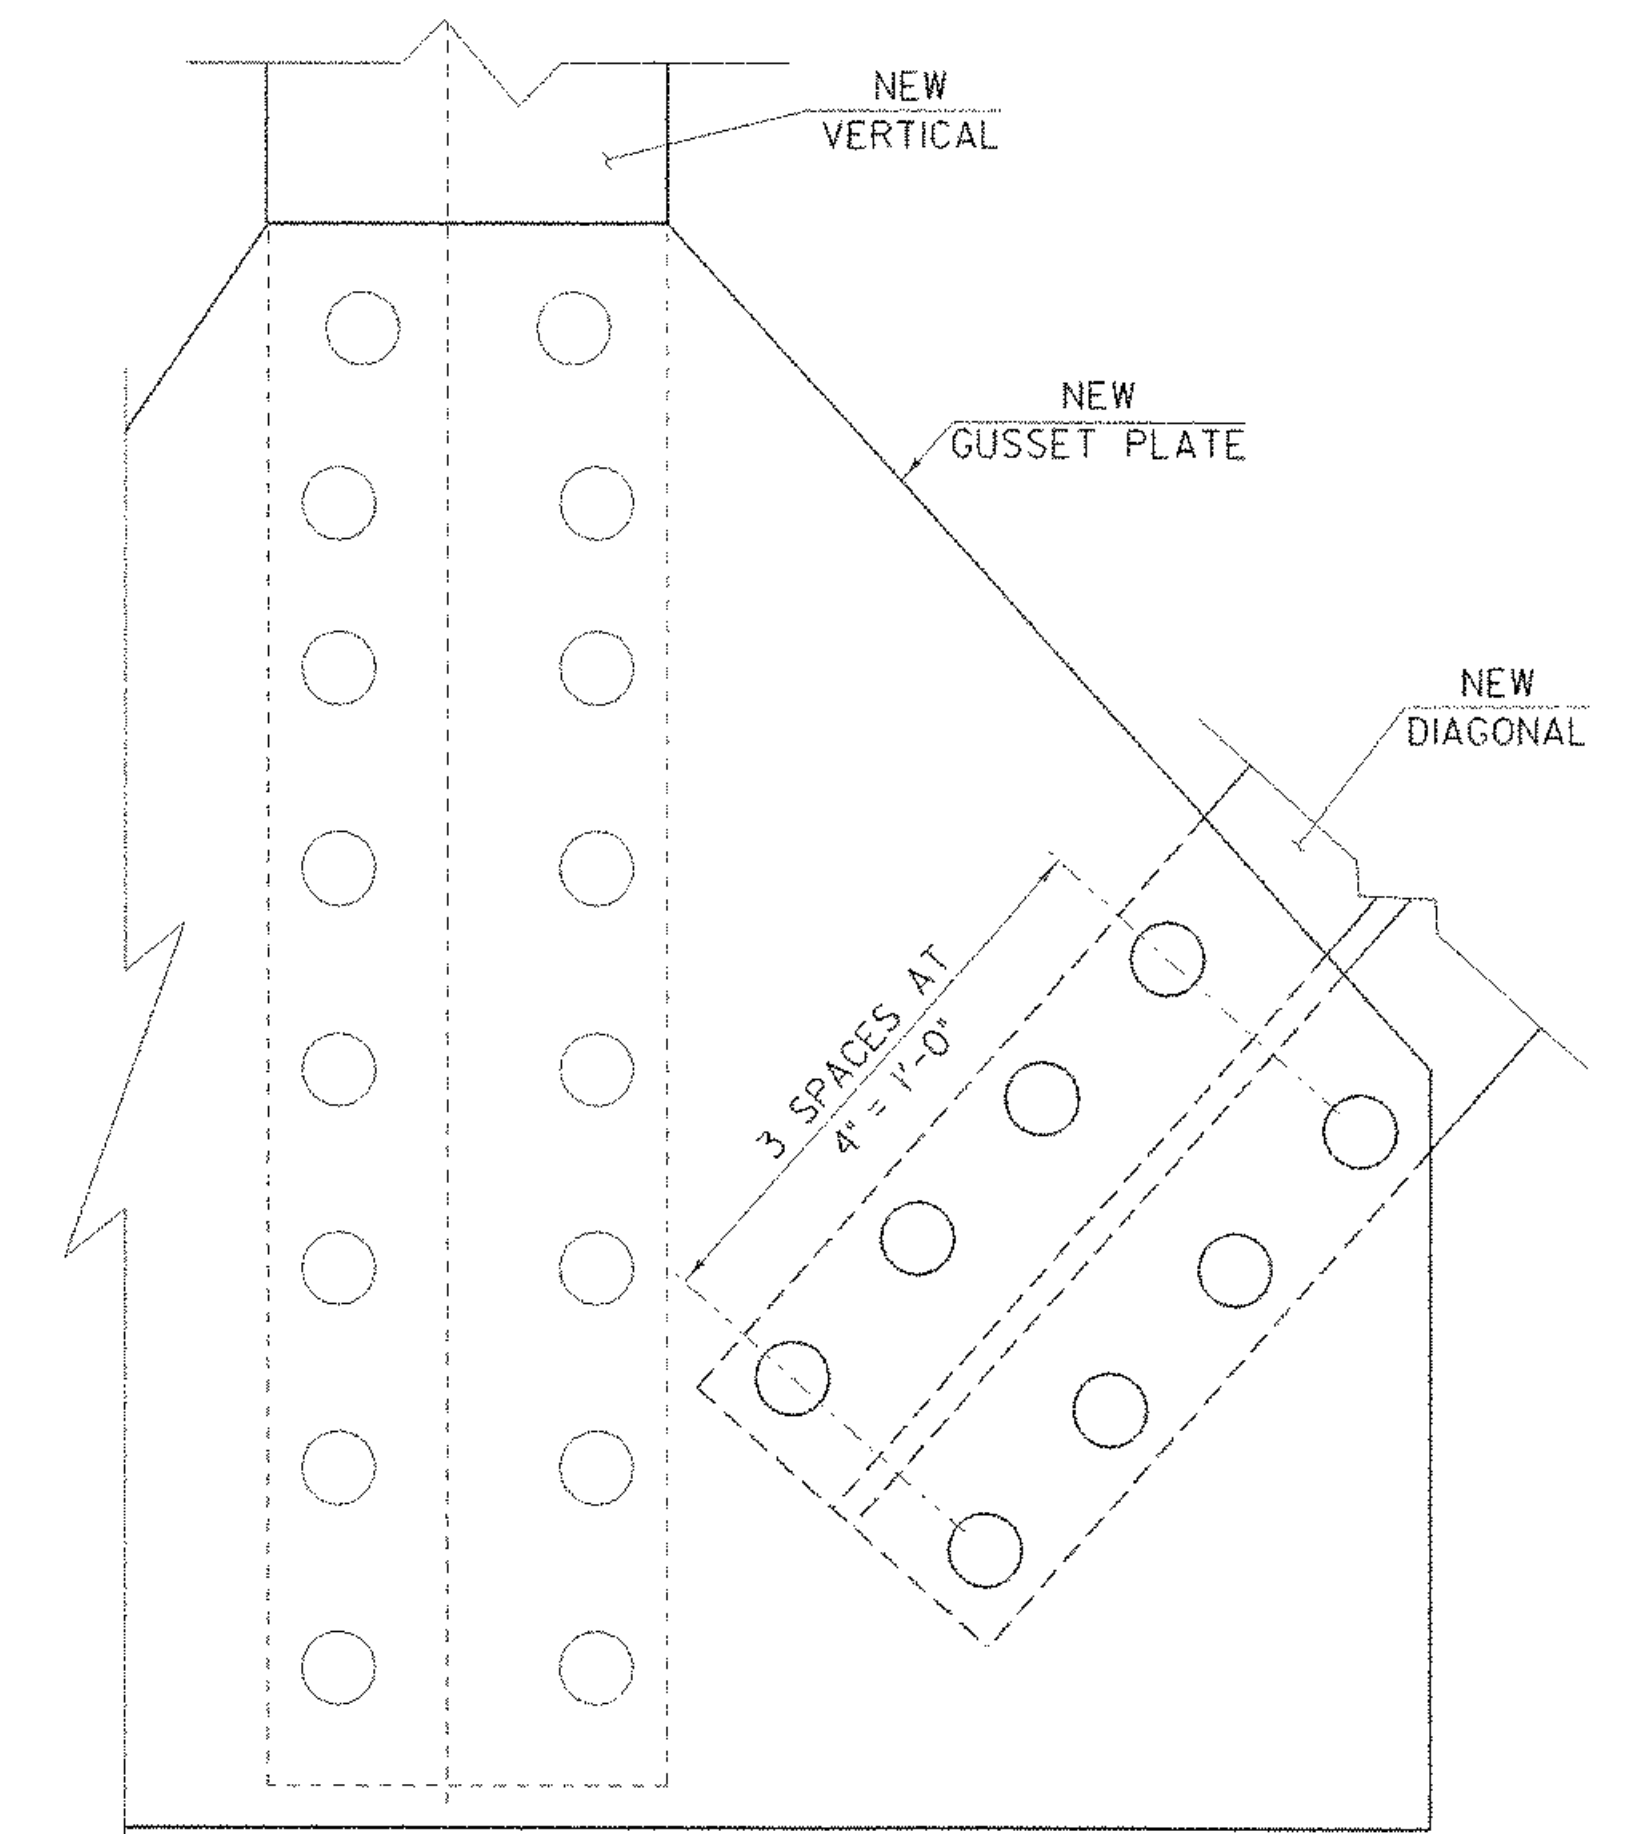 NEW
VERTICAL
NEW
GUSSET PLATE
NEW
DIAGONAL
3 SPACES AT
4" = 1'-0"